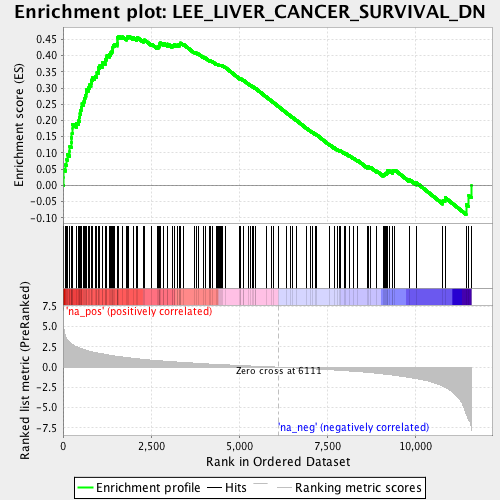 Enrichment plot: LEE_LIVER_CANCER_SURVIVAL_DN
Enrichment score (ES)
0.45
0.40
0.35
0.30
0.25
0.20
0.15
0.10
0.05
0.00
-0.05
-0.10
'na_pos' (positively correlated)
Ranked list metric (PreRanked)
7.5
5.0
2.5
0.0
-2.5
-5.0
-7.5
Zero cross at 6111
'na_neg' (negatively correlated)
0
2,500
5,000
7,500
10,000
Rank in Ordered Dataset
Enrichment profile
Hits
Ranking metric scores